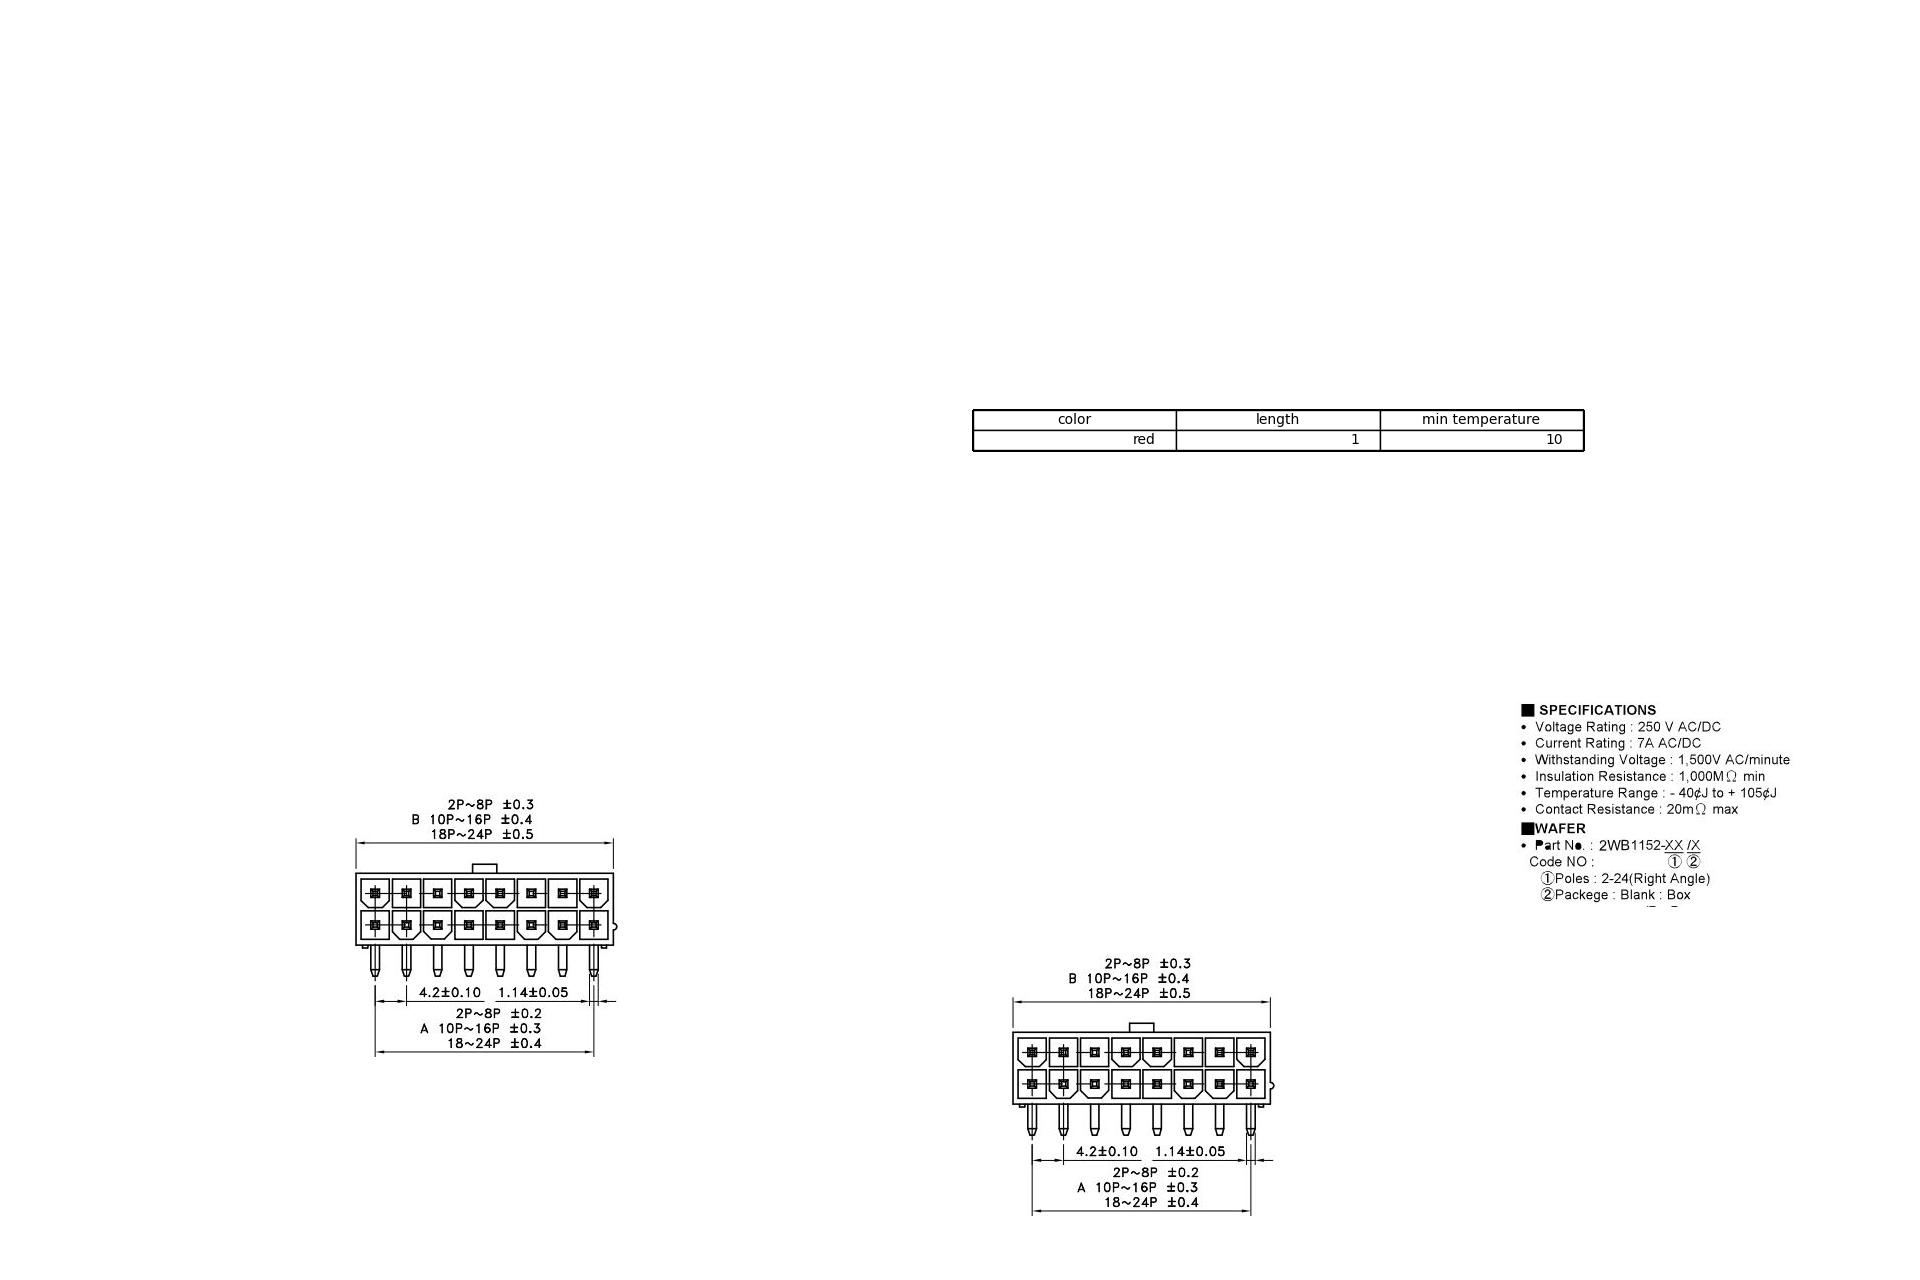 color length min temperature
red 1 10
■ SPECIFICATIONS
• Voltage Rating : 250 V AC/DC
• Current Rating : 7A AC/DC
• Withstanding Voltage : 1,500V AC/minute
• Insulation Resistance : 1,000MΩ min
• Temperature Range : - 40¢J to + 105¢J
• Contact Resistance : 20mΩ max
■WAFER
• Part No. : 2WB1152-XX /X
Code NO : ① ②
①Poles : 2-24(Right Angle)
②Packege : Blank : Box
2P~8P ±0.3
B 10P~16P ±0.4
18P~24P ±0.5
4.2±0.10 1.14±0.05
2P~8P ±0.2
A 10P~16P ±0.3
18~24P ±0.4
2P~8P ±0.3
B 10P~16P ±0.4
18P~24P ±0.5
4.2±0.10 1.14±0.05
2P~8P ±0.2
A 10P~16P ±0.3
18~24P ±0.4